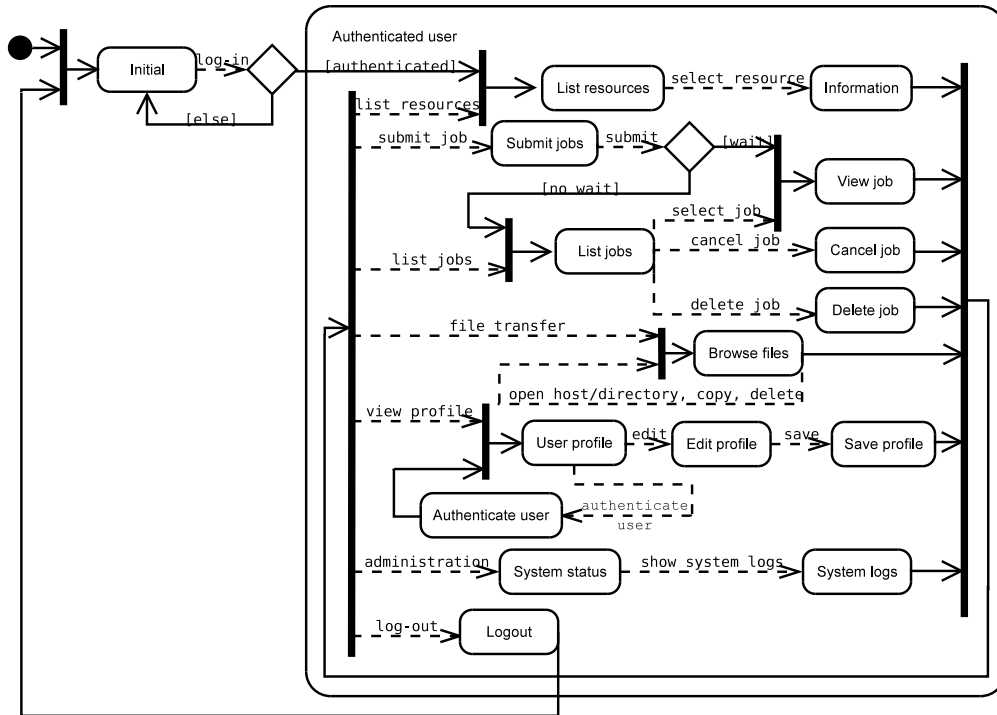 Authenticated user
log-in
Initial
[authenticated]
List resources
select resource
Information
list resources
[else]
submit job
Submit jobs
submit
[wait]
View job
[no wait]
select job
list jobs
List jobs
cancel job
Cancel job
delete job
Delete job
file transfer
Browse files
open host/directory, copy, delete
view profile
User profile
edit
Edit profile
save
Save profile
Authenticate user
authenticate
user
administration
System status
show system logs
System logs
log-out
Logout